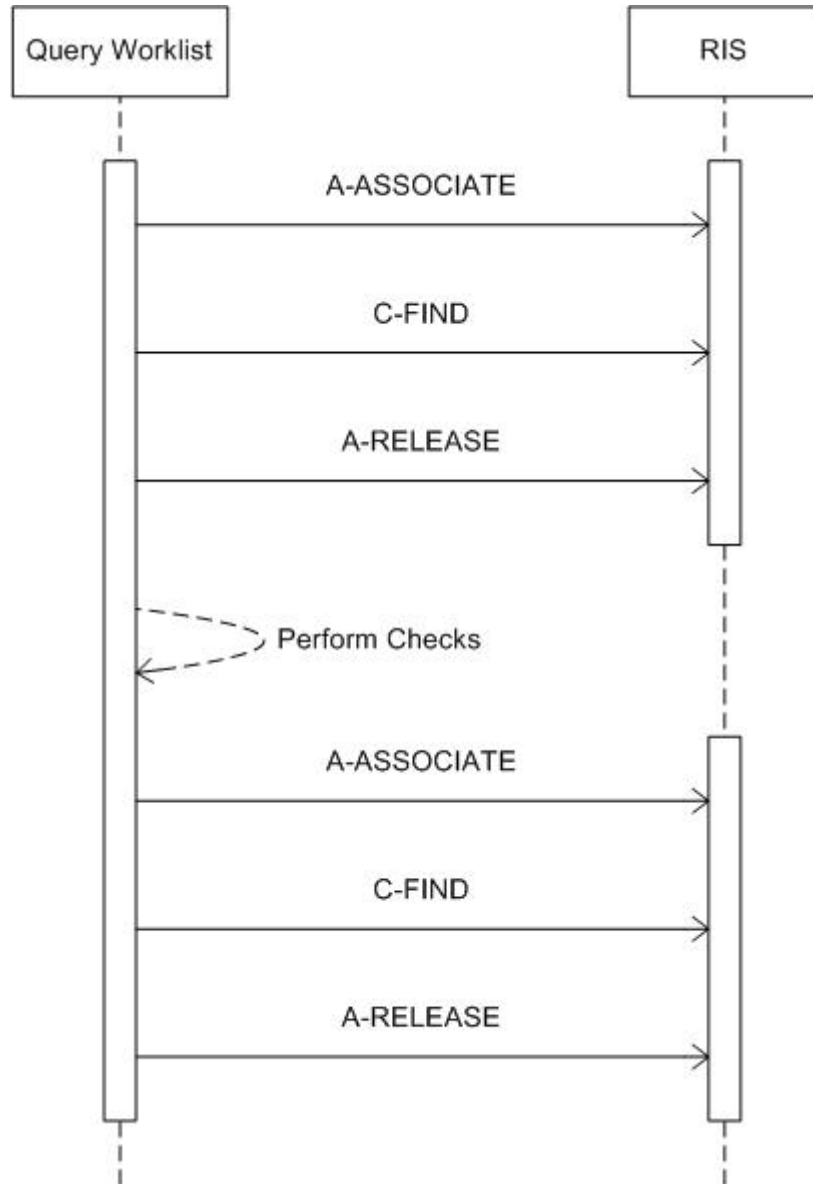 Query Worklist
RIS
A-ASSOCIATE
C-FIND
A-RELEASE
Perform Checks
A-ASSOCIATE
C-FIND
A-RELEASE